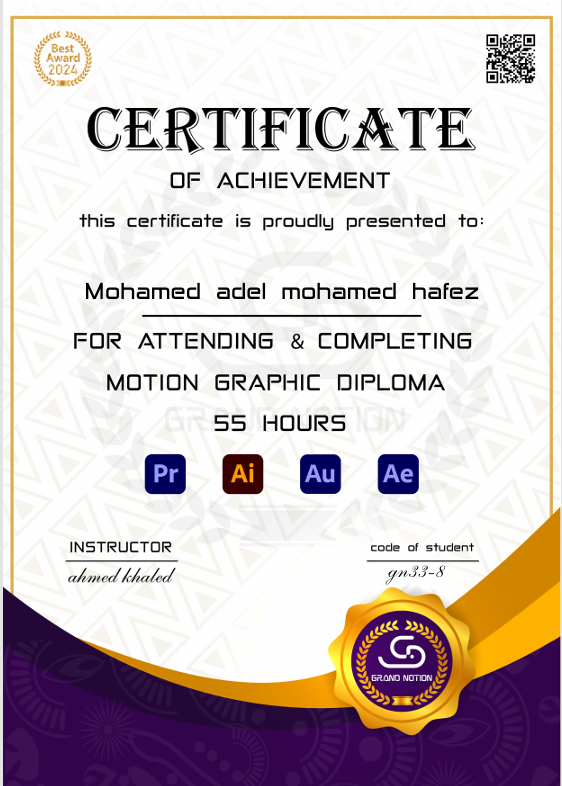 Best
Award
2024
CERTIFICATE
OF ACHIEVEMENT
this certificate is proudly presented to:
Mohamed adel mohamed hafez
FOR ATTENDING & COMPLETING
MOTION GRAPHIC DIPLOMA
GRAND NOTION
55 HOURS
Pr Ai Au Ae
INSTRUCTOR
ahmed khaled
code of student
gn33-8
GRAND NOTION